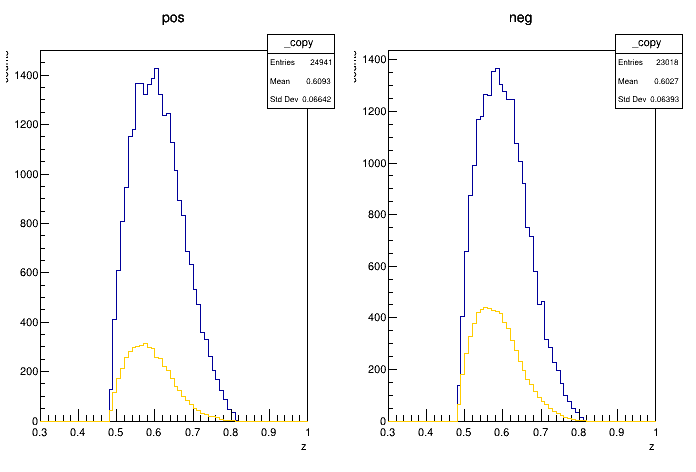 pos
_copy
Entries 24941
Mean 0.6093
Std Dev 0.06642
1400
1200
1000
800
600
400
200
0
0.3 0.4 0.5 0.6 0.7 0.8 0.9 1
z
neg
_copy
Entries 23018
Mean 0.6027
Std Dev 0.06393
1400
1200
1000
800
600
400
200
0
0.3 0.4 0.5 0.6 0.7 0.8 0.9 1
z